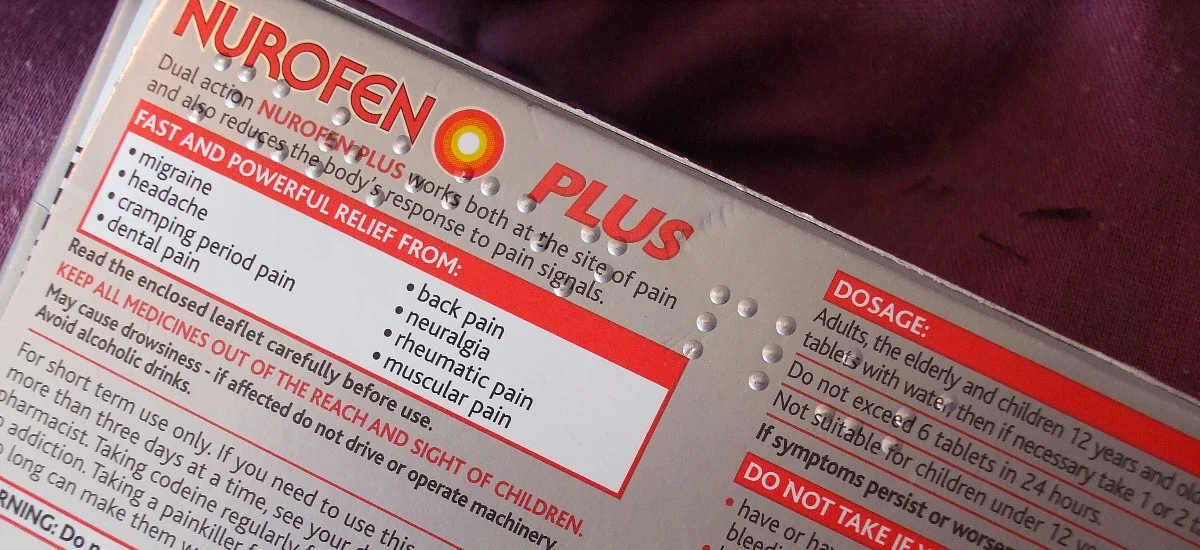 NUROFEN PLUS
Dual action NUROFEN PLUS works both at the site of pain
and also reduces the body's response to pain signals.
FAST AND POWERFUL RELIEF FROM:
• migraine
• headache
• cramping period pain
• dental pain
• back pain
• neuralgia
• rheumatic pain
• muscular pain
Read the enclosed leaflet carefully before use.
KEEP ALL MEDICINES OUT OF THE REACH AND SIGHT OF CHILDREN.
May cause drowsiness - if affected do not drive or operate machinery.
Avoid alcoholic drinks.
For short term use only. If you need to use this
more than three days at a time, see your
pharmacist. Taking codeine regularly
addiction. Taking a painkiller
long can make them
Do
DOSAGE:
Adults, the elderly and children 12 years and
tablets with water, then if necessary take 1 or 2
Do not exceed 6 tablets in 24 hours.
Not suitable for children under 12
If symptoms persist or
DO NOT TAKE IF
• have or